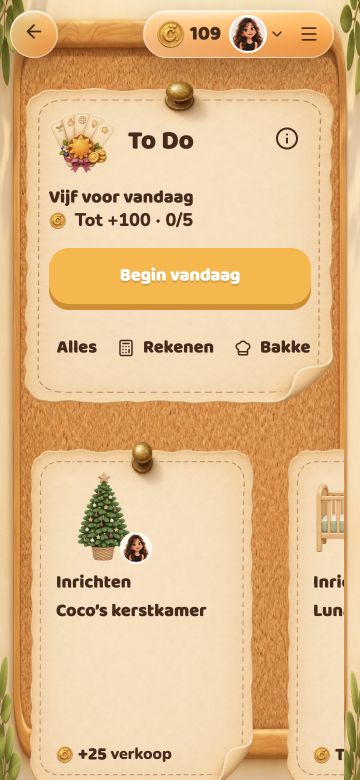 109
To Do
Vijf voor vandaag
Tot +100 · 0/5
Begin vandaag
Alles Rekenen Bakke
Inrichten
Coco's kerstkamer
+25 verkoop
Inri
Lun
T